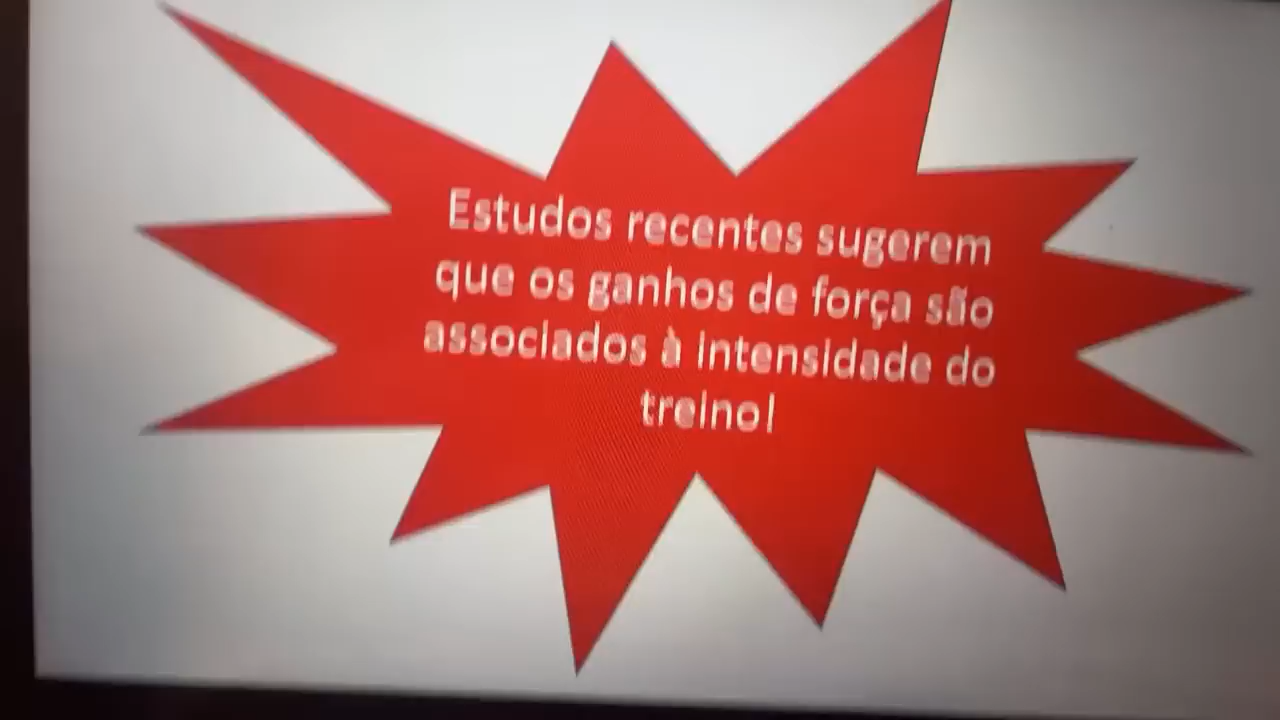 Estudos recentes sugerem
que os ganhos de força são
associados à intensidade do
treino!